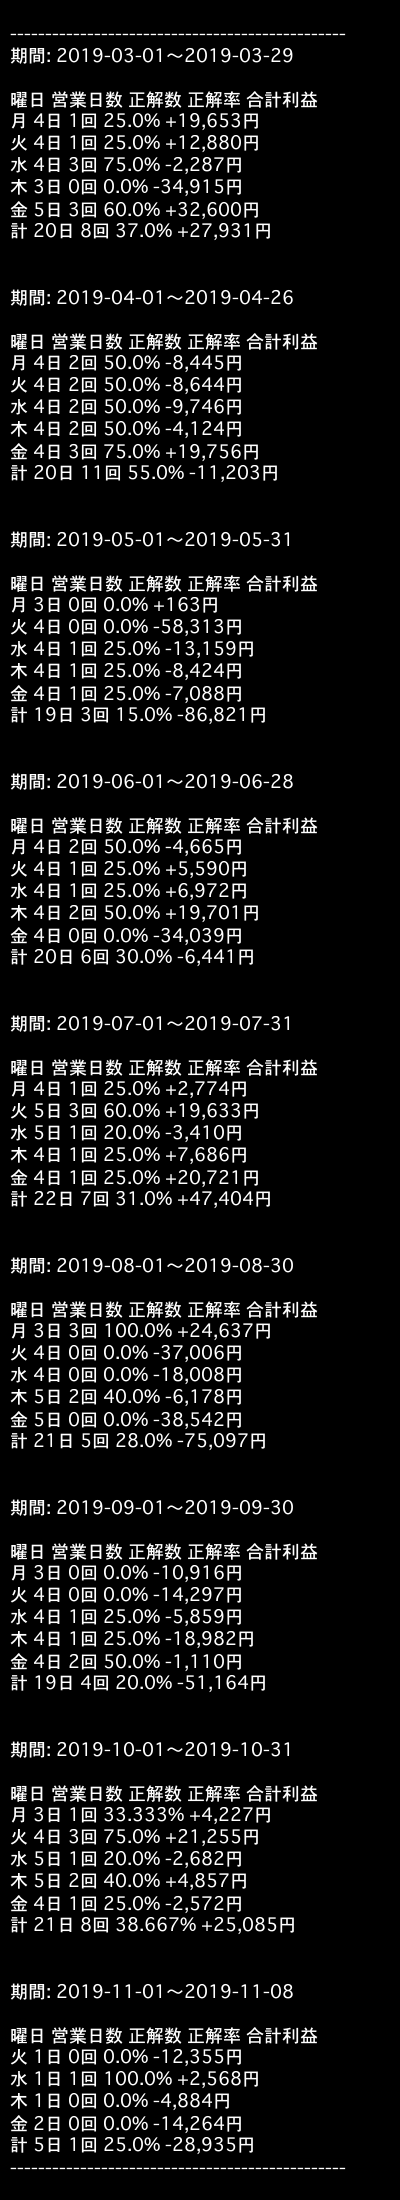 ------------------------------------------------
期間: 2019-03-01〜2019-03-29
曜日 営業日数 正解数 正解率 合計利益
月 4日 1回 25.0% +19,653円
火 4日 1回 25.0% +12,880円
水 4日 3回 75.0% -2,287円
木 3日 0回 0.0% -34,915円
金 5日 3回 60.0% +32,600円
計 20日 8回 37.0% +27,931円
期間: 2019-04-01〜2019-04-26
曜日 営業日数 正解数 正解率 合計利益
月 4日 2回 50.0% -8,445円
火 4日 2回 50.0% -8,644円
水 4日 2回 50.0% -9,746円
木 4日 2回 50.0% -4,124円
金 4日 3回 75.0% +19,756円
計 20日 11回 55.0% -11,203円
期間: 2019-05-01〜2019-05-31
曜日 営業日数 正解数 正解率 合計利益
月 3日 0回 0.0% +163円
火 4日 0回 0.0% -58,313円
水 4日 1回 25.0% -13,159円
木 4日 1回 25.0% -8,424円
金 4日 1回 25.0% -7,088円
計 19日 3回 15.0% -86,821円
期間: 2019-06-01〜2019-06-28
曜日 営業日数 正解数 正解率 合計利益
月 4日 2回 50.0% -4,665円
火 4日 1回 25.0% +5,590円
水 4日 1回 25.0% +6,972円
木 4日 2回 50.0% +19,701円
金 4日 0回 0.0% -34,039円
計 20日 6回 30.0% -6,441円
期間: 2019-07-01〜2019-07-31
曜日 営業日数 正解数 正解率 合計利益
月 4日 1回 25.0% +2,774円
火 5日 3回 60.0% +19,633円
水 5日 1回 20.0% -3,410円
木 4日 1回 25.0% +7,686円
金 4日 1回 25.0% +20,721円
計 22日 7回 31.0% +47,404円
期間: 2019-08-01〜2019-08-30
曜日 営業日数 正解数 正解率 合計利益
月 3日 3回 100.0% +24,637円
火 4日 0回 0.0% -37,006円
水 4日 0回 0.0% -18,008円
木 5日 2回 40.0% -6,178円
金 5日 0回 0.0% -38,542円
計 21日 5回 28.0% -75,097円
期間: 2019-09-01〜2019-09-30
曜日 営業日数 正解数 正解率 合計利益
月 3日 0回 0.0% -10,916円
火 4日 0回 0.0% -14,297円
水 4日 1回 25.0% -5,859円
木 4日 1回 25.0% -18,982円
金 4日 2回 50.0% -1,110円
計 19日 4回 20.0% -51,164円
期間: 2019-10-01〜2019-10-31
曜日 営業日数 正解数 正解率 合計利益
月 3日 1回 33.333% +4,227円
火 4日 3回 75.0% +21,255円
水 5日 1回 20.0% -2,682円
木 5日 2回 40.0% +4,857円
金 4日 1回 25.0% -2,572円
計 21日 8回 38.667% +25,085円
期間: 2019-11-01〜2019-11-08
曜日 営業日数 正解数 正解率 合計利益
火 1日 0回 0.0% -12,355円
水 1日 1回 100.0% +2,568円
木 1日 0回 0.0% -4,884円
金 2日 0回 0.0% -14,264円
計 5日 1回 25.0% -28,935円
------------------------------------------------